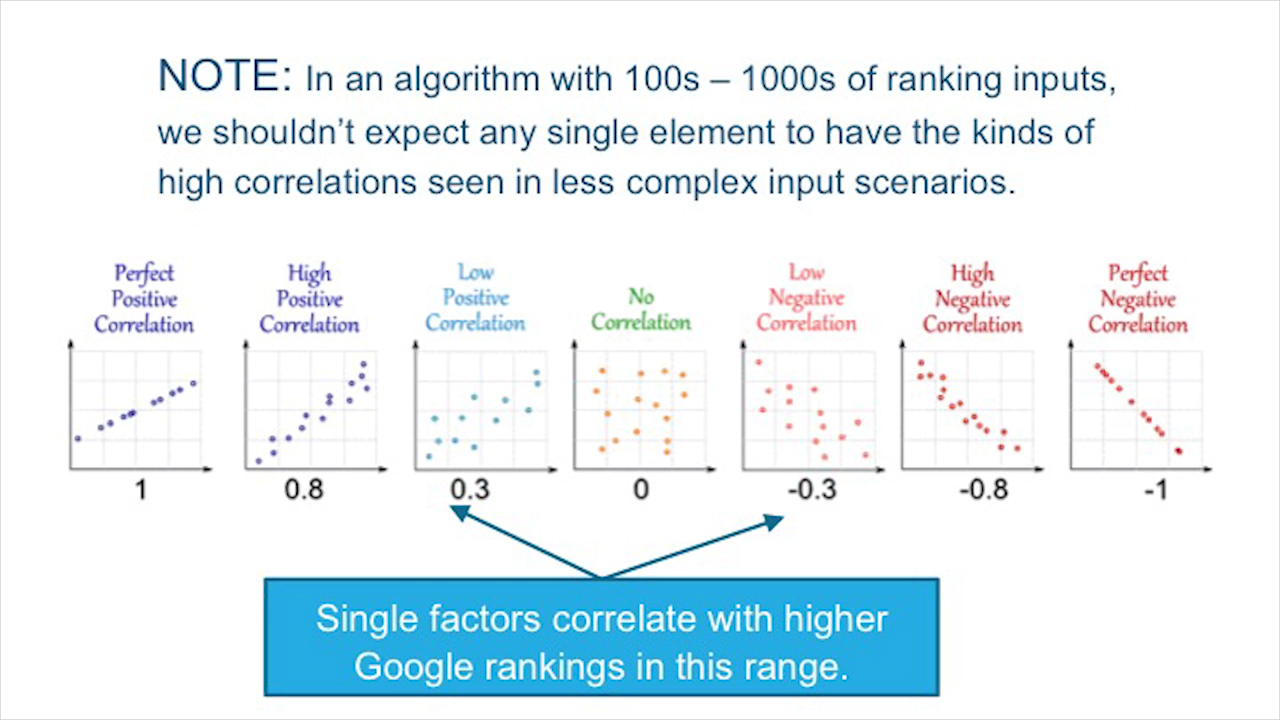 NOTE: In an algorithm with 100s – 1000s of ranking inputs,
we shouldn’t expect any single element to have the kinds of
high correlations seen in less complex input scenarios.
Perfect
Positive
Correlation
High
Positive
Correlation
Low
Positive
Correlation
No
Correlation
Low
Negative
Correlation
High
Negative
Correlation
Perfect
Negative
Correlation
1
0.8
0.3
0
-0.3
-0.8
-1
Single factors correlate with higher
Google rankings in this range.